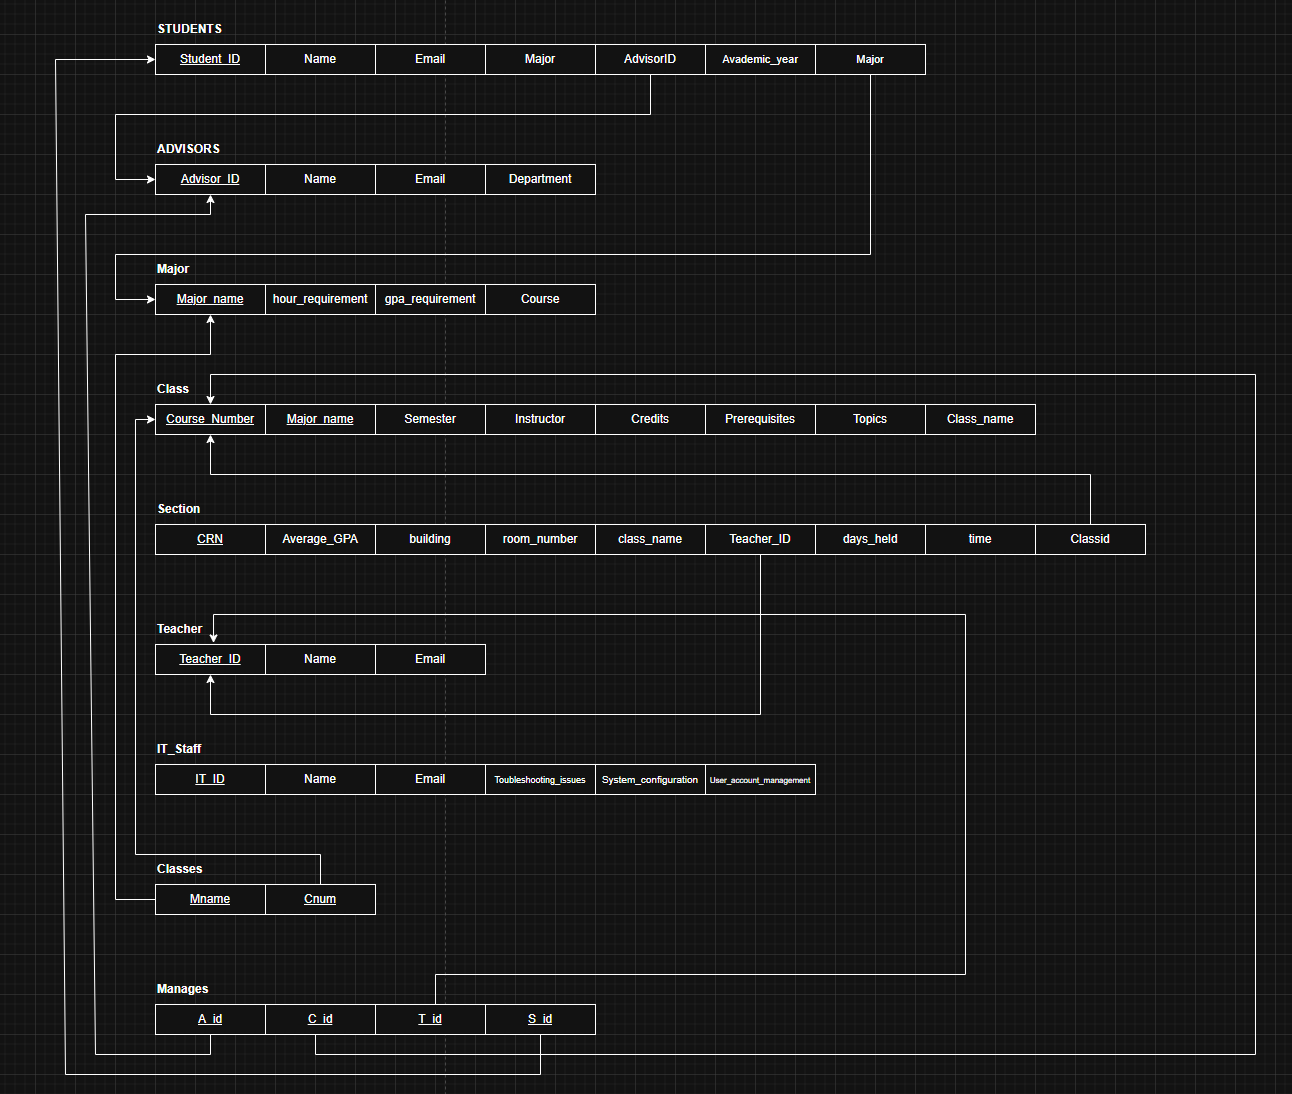 STUDENTS
Student_ID Name Email Major AdvisorID Avademic_year Major
ADVISORS
Advisor_ID Name Email Department
Major
Major_name hour_requirement gpa_requirement Course
Class
Course_Number Major_name Semester Instructor Credits Prerequisites Topics Class_name
Section
CRN Average_GPA building room_number class_name Teacher_ID days_held time Classid
Teacher
Teacher_ID Name Email
IT_Staff
IT_ID Name Email Toubleshooting_issues System_configuration User_account_management
Classes
Mname Cnum
Manages
A_id C_id T_id S_id